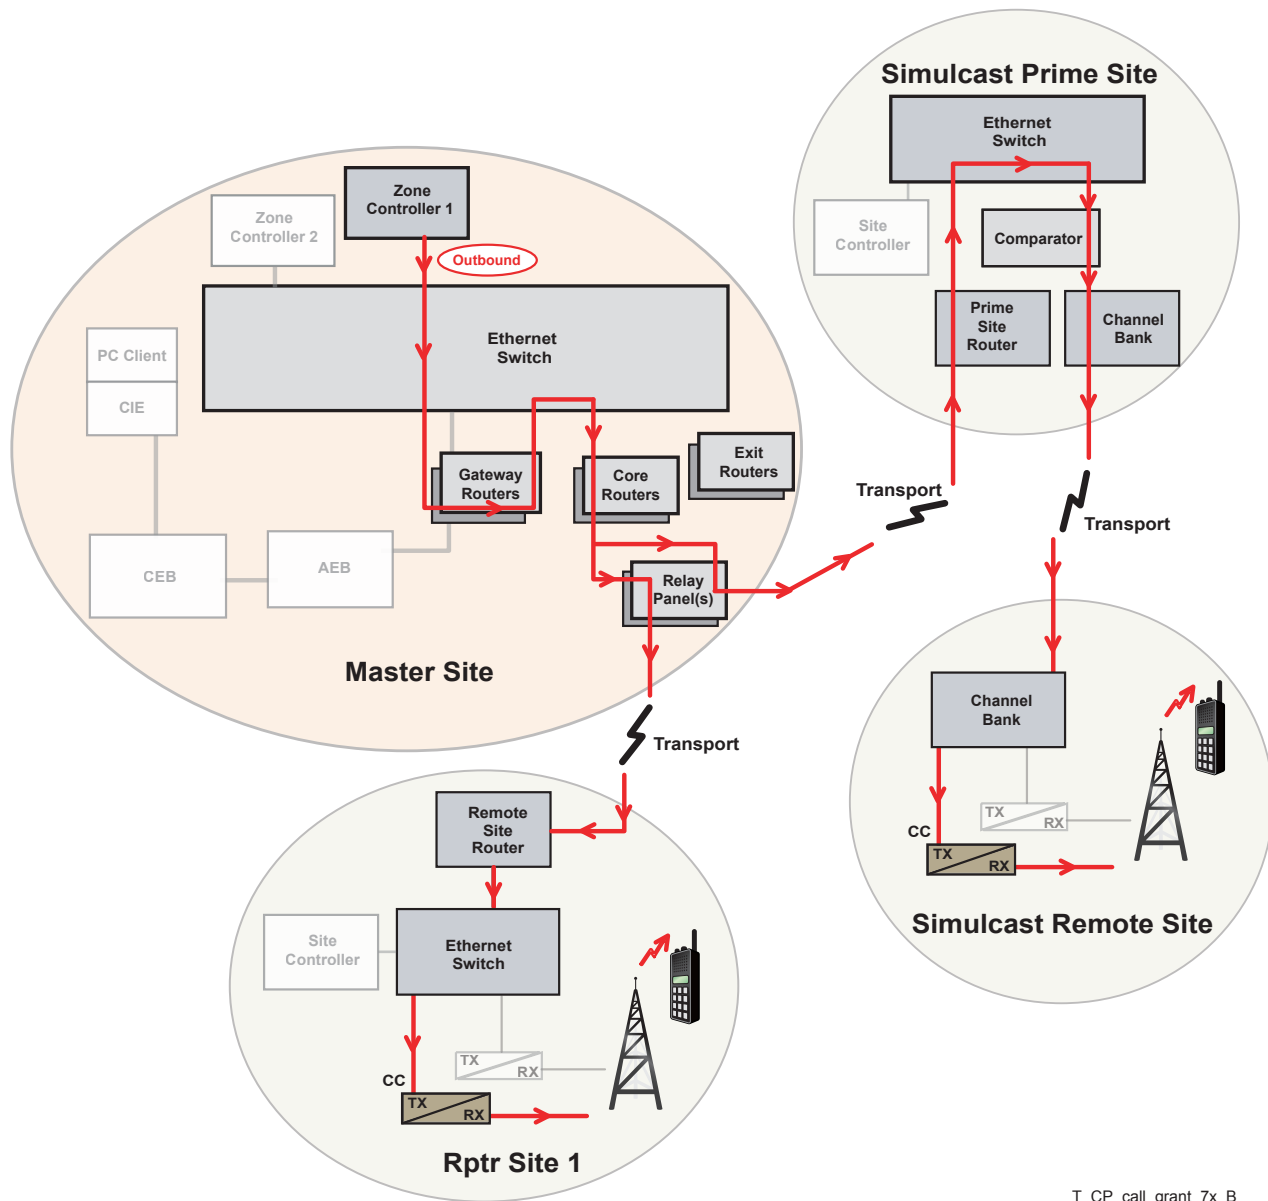 Simulcast Prime Site
Ethernet
Switch
Site
Controller
Comparator
Prime
Site
Router
Channel
Bank
Zone
Controller 1
Zone
Controller 2
Outbound
Ethernet
Switch
PC Client
CIE
Gateway
Routers
Core
Routers
Exit
Routers
CEB
AEB
Relay
Panel(s)
Master Site
Transport
Transport
Transport
Channel
Bank
TX
RX
CC
TX
RX
Simulcast Remote Site
Remote
Site
Router
Site
Controller
Ethernet
Switch
TX
RX
CC
TX
RX
Rptr Site 1
T_CP_call_grant_7x_B